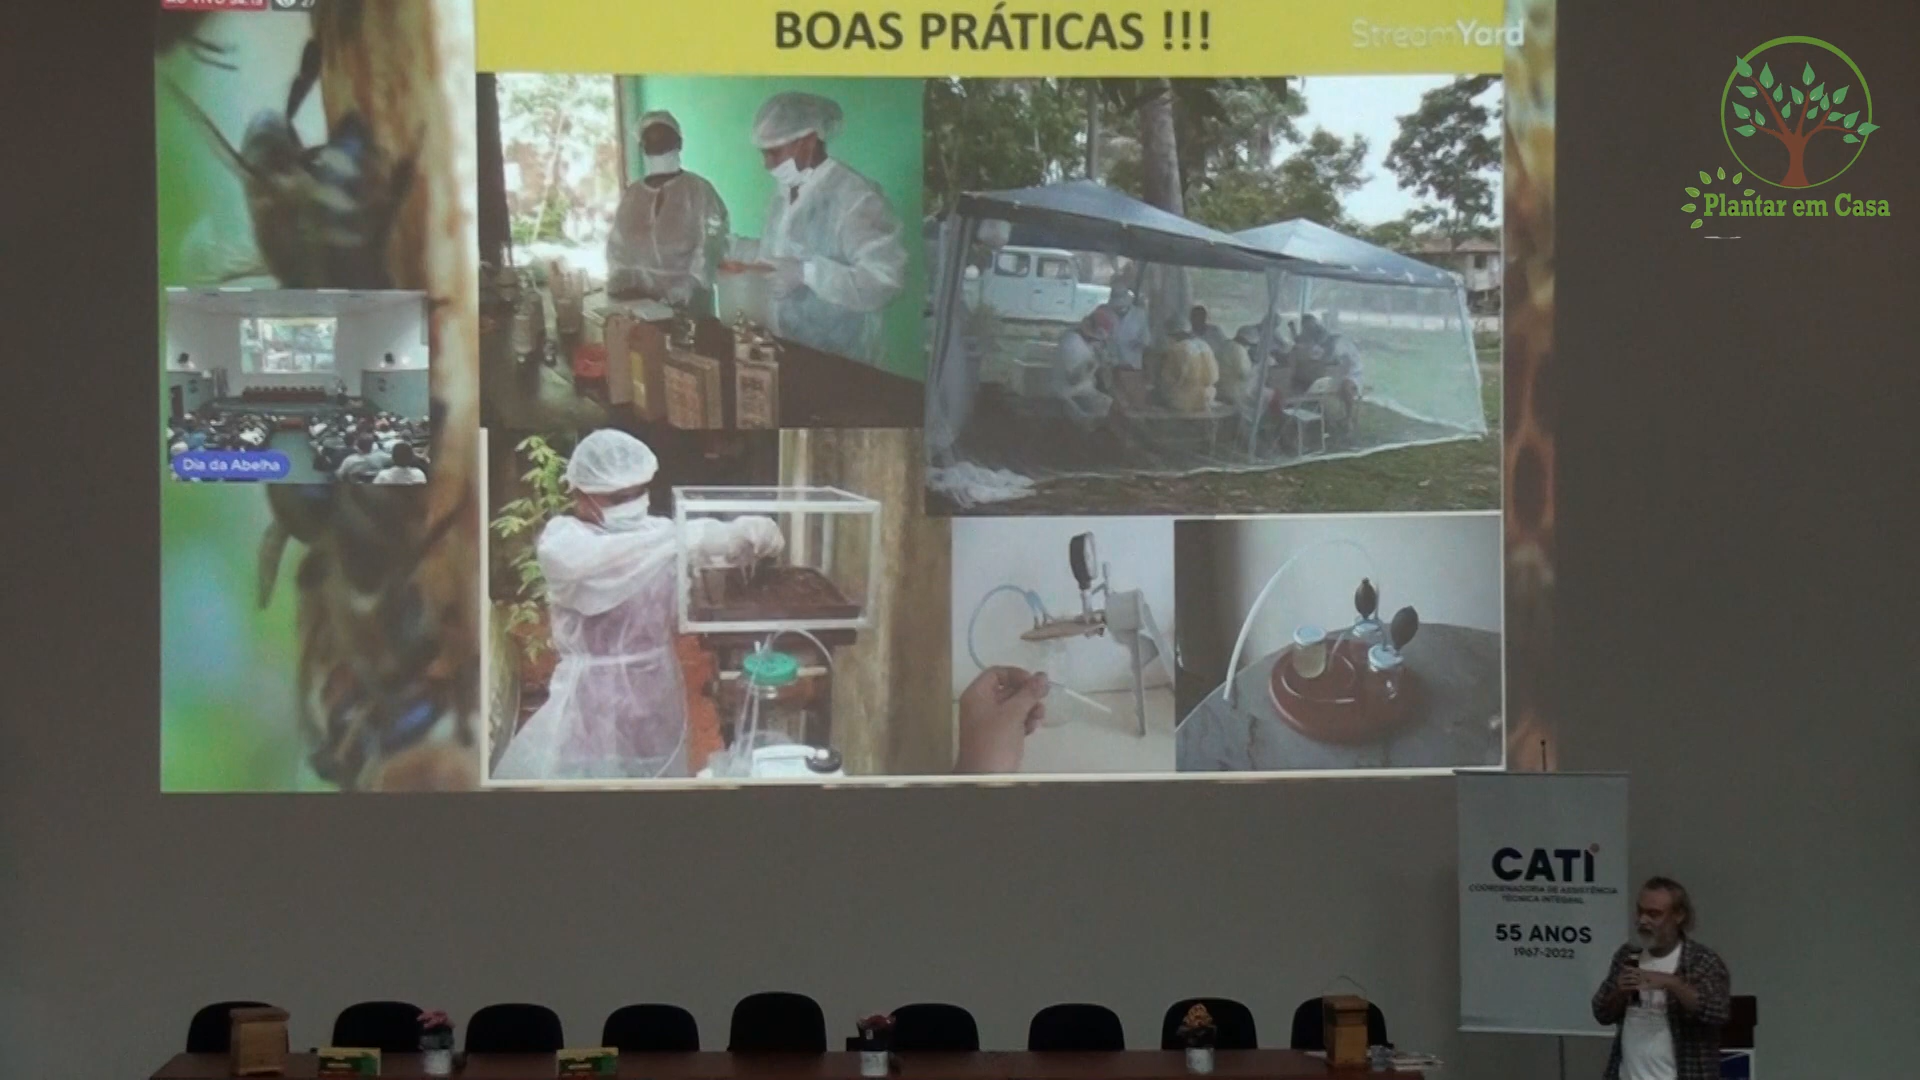 BOAS PRÁTICAS !!!
StreamYard
Plantar em Casa
Dia da Abelha
CATI
COORDENADORIA DE ASSISTÊNCIA
TÉCNICA INTEGRAL
55 ANOS
1967-2022